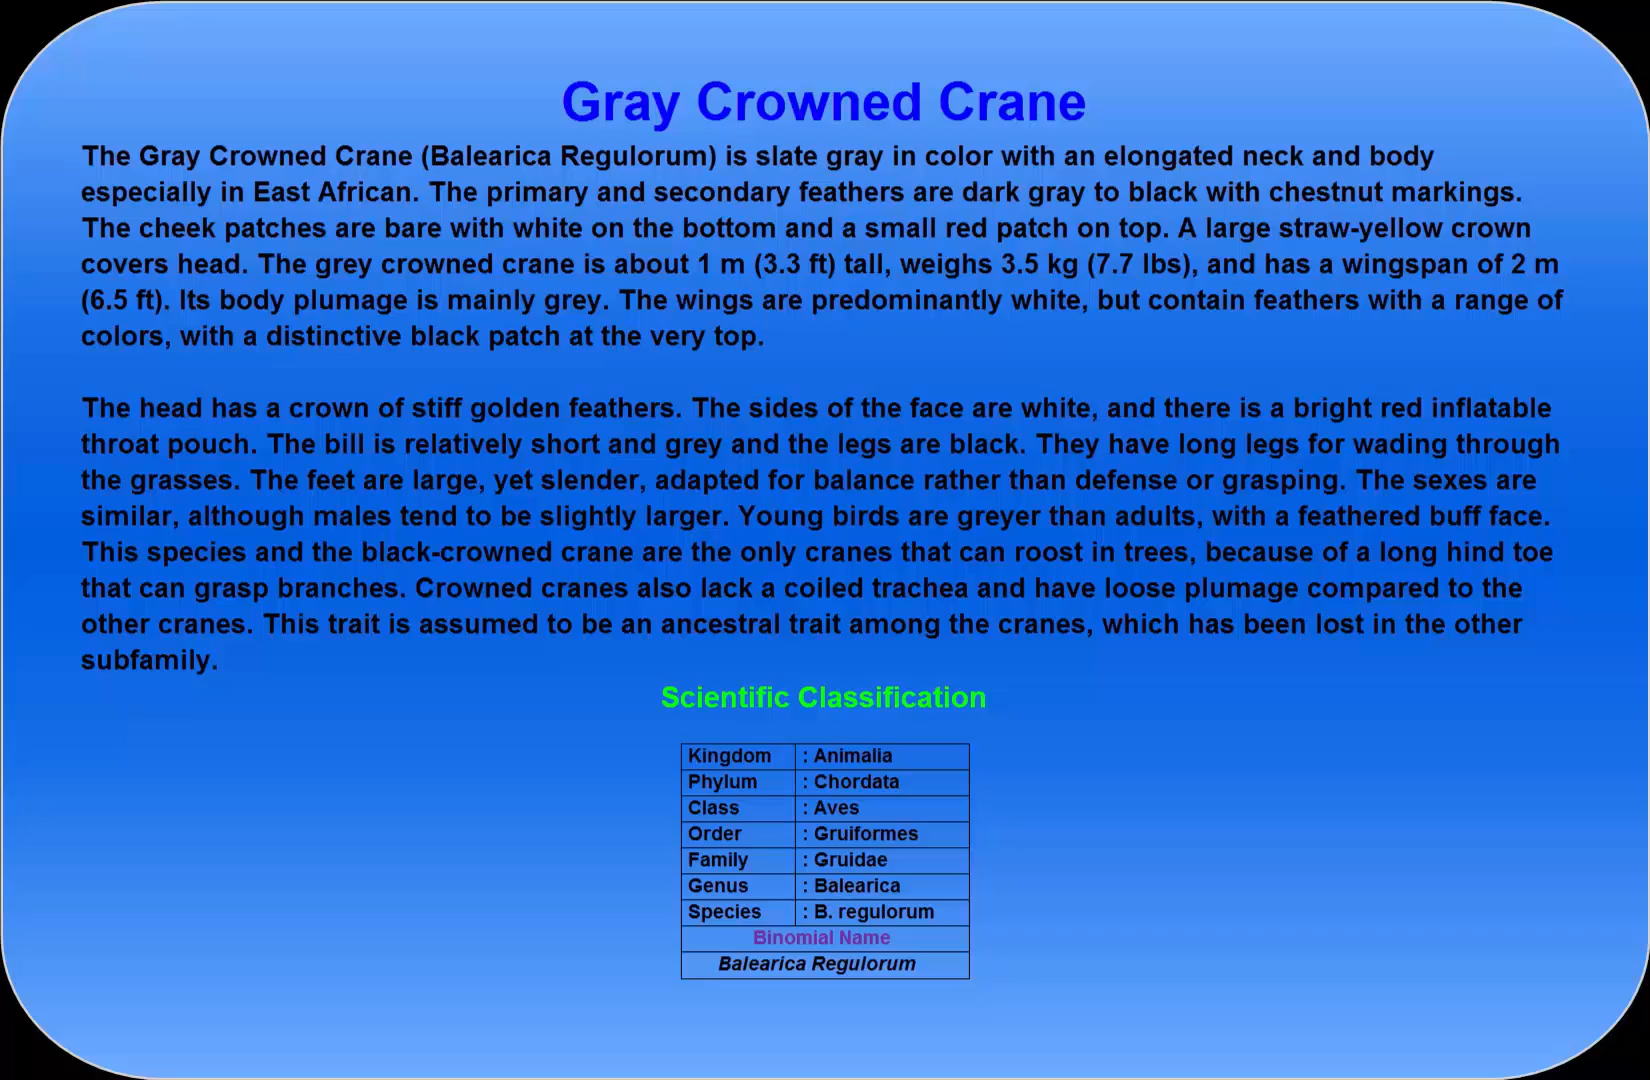 Gray Crowned Crane
The Gray Crowned Crane (Balearica Regulorum) is slate gray in color with an elongated neck and body
especially in East African. The primary and secondary feathers are dark gray to black with chestnut markings.
The cheek patches are bare with white on the bottom and a small red patch on top. A large straw-yellow crown
covers head. The grey crowned crane is about 1 m (3.3 ft) tall, weighs 3.5 kg (7.7 lbs), and has a wingspan of 2 m
(6.5 ft). Its body plumage is mainly grey. The wings are predominantly white, but contain feathers with a range of
colors, with a distinctive black patch at the very top.
The head has a crown of stiff golden feathers. The sides of the face are white, and there is a bright red inflatable
throat pouch. The bill is relatively short and grey and the legs are black. They have long legs for wading through
the grasses. The feet are large, yet slender, adapted for balance rather than defense or grasping. The sexes are
similar, although males tend to be slightly larger. Young birds are greyer than adults, with a feathered buff face.
This species and the black-crowned crane are the only cranes that can roost in trees, because of a long hind toe
that can grasp branches. Crowned cranes also lack a coiled trachea and have loose plumage compared to the
other cranes. This trait is assumed to be an ancestral trait among the cranes, which has been lost in the other
subfamily.
Scientific Classification
Kingdom : Animalia
Phylum : Chordata
Class : Aves
Order : Gruiformes
Family : Gruidae
Genus : Balearica
Species : B. regulorum
Binomial Name
Balearica Regulorum